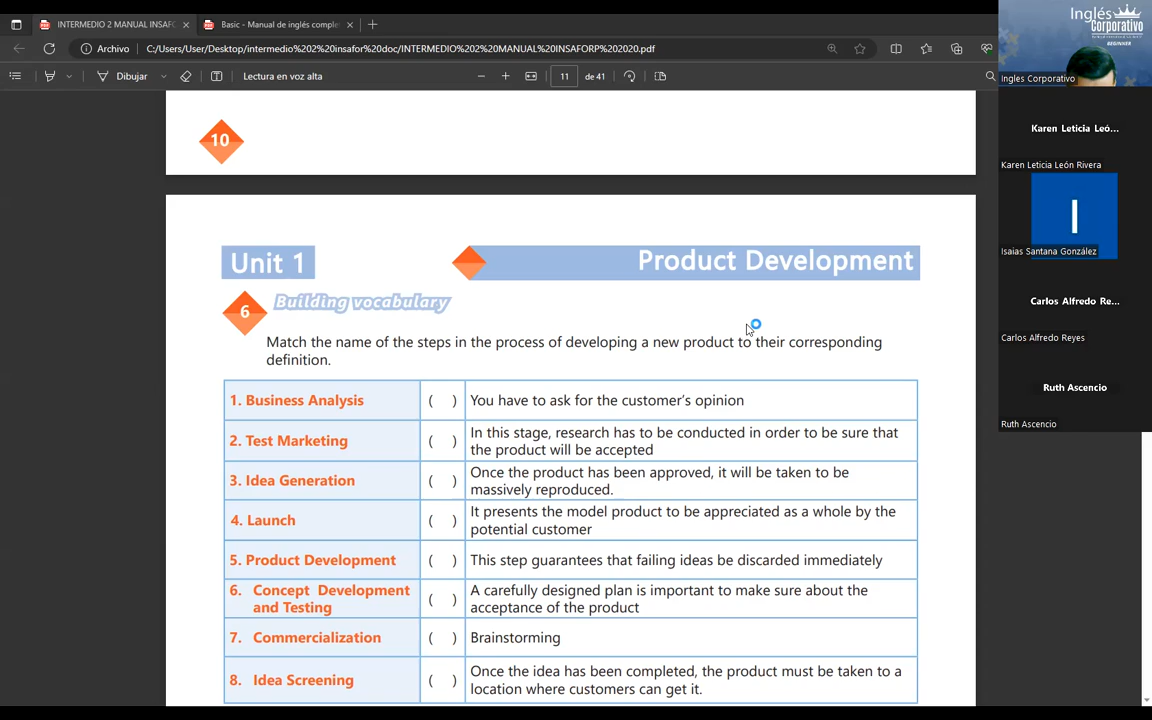 INTERMEDIO 2 MANUAL INSAFO
Basic - Manual de inglés comple
Archivo
C:/Users/User/Desktop/intermedio%202%20insafor%20doc/INTERMEDIO%202%20MANUAL%20INSAFORP%202020.pdf
Dibujar
Lectura en voz alta
11
de 41
10
Unit 1
Product Development
6
Building vocabulary
Match the name of the steps in the process of developing a new product to their corresponding
definition.
1. Business Analysis ( ) You have to ask for the customer's opinion
2. Test Marketing ( ) In this stage, research has to be conducted in order to be sure that
the product will be accepted
3. Idea Generation ( ) Once the product has been approved, it will be taken to be
massively reproduced.
4. Launch ( ) It presents the model product to be appreciated as a whole by the
potential customer
5. Product Development ( ) This step guarantees that failing ideas be discarded immediately
6. Concept Development
and Testing
( ) A carefully designed plan is important to make sure about the
acceptance of the product
7. Commercialization ( ) Brainstorming
8. Idea Screening ( ) Once the idea has been completed, the product must be taken to a
location where customers can get it.
Inglés
Corporativo
BEGINNER
Ingles Corporativo
Karen Leticia Leó...
Karen Leticia León Rivera
I
Isaias Santana González
Carlos Alfredo Re...
Carlos Alfredo Reyes
Ruth Ascencio
Ruth Ascencio